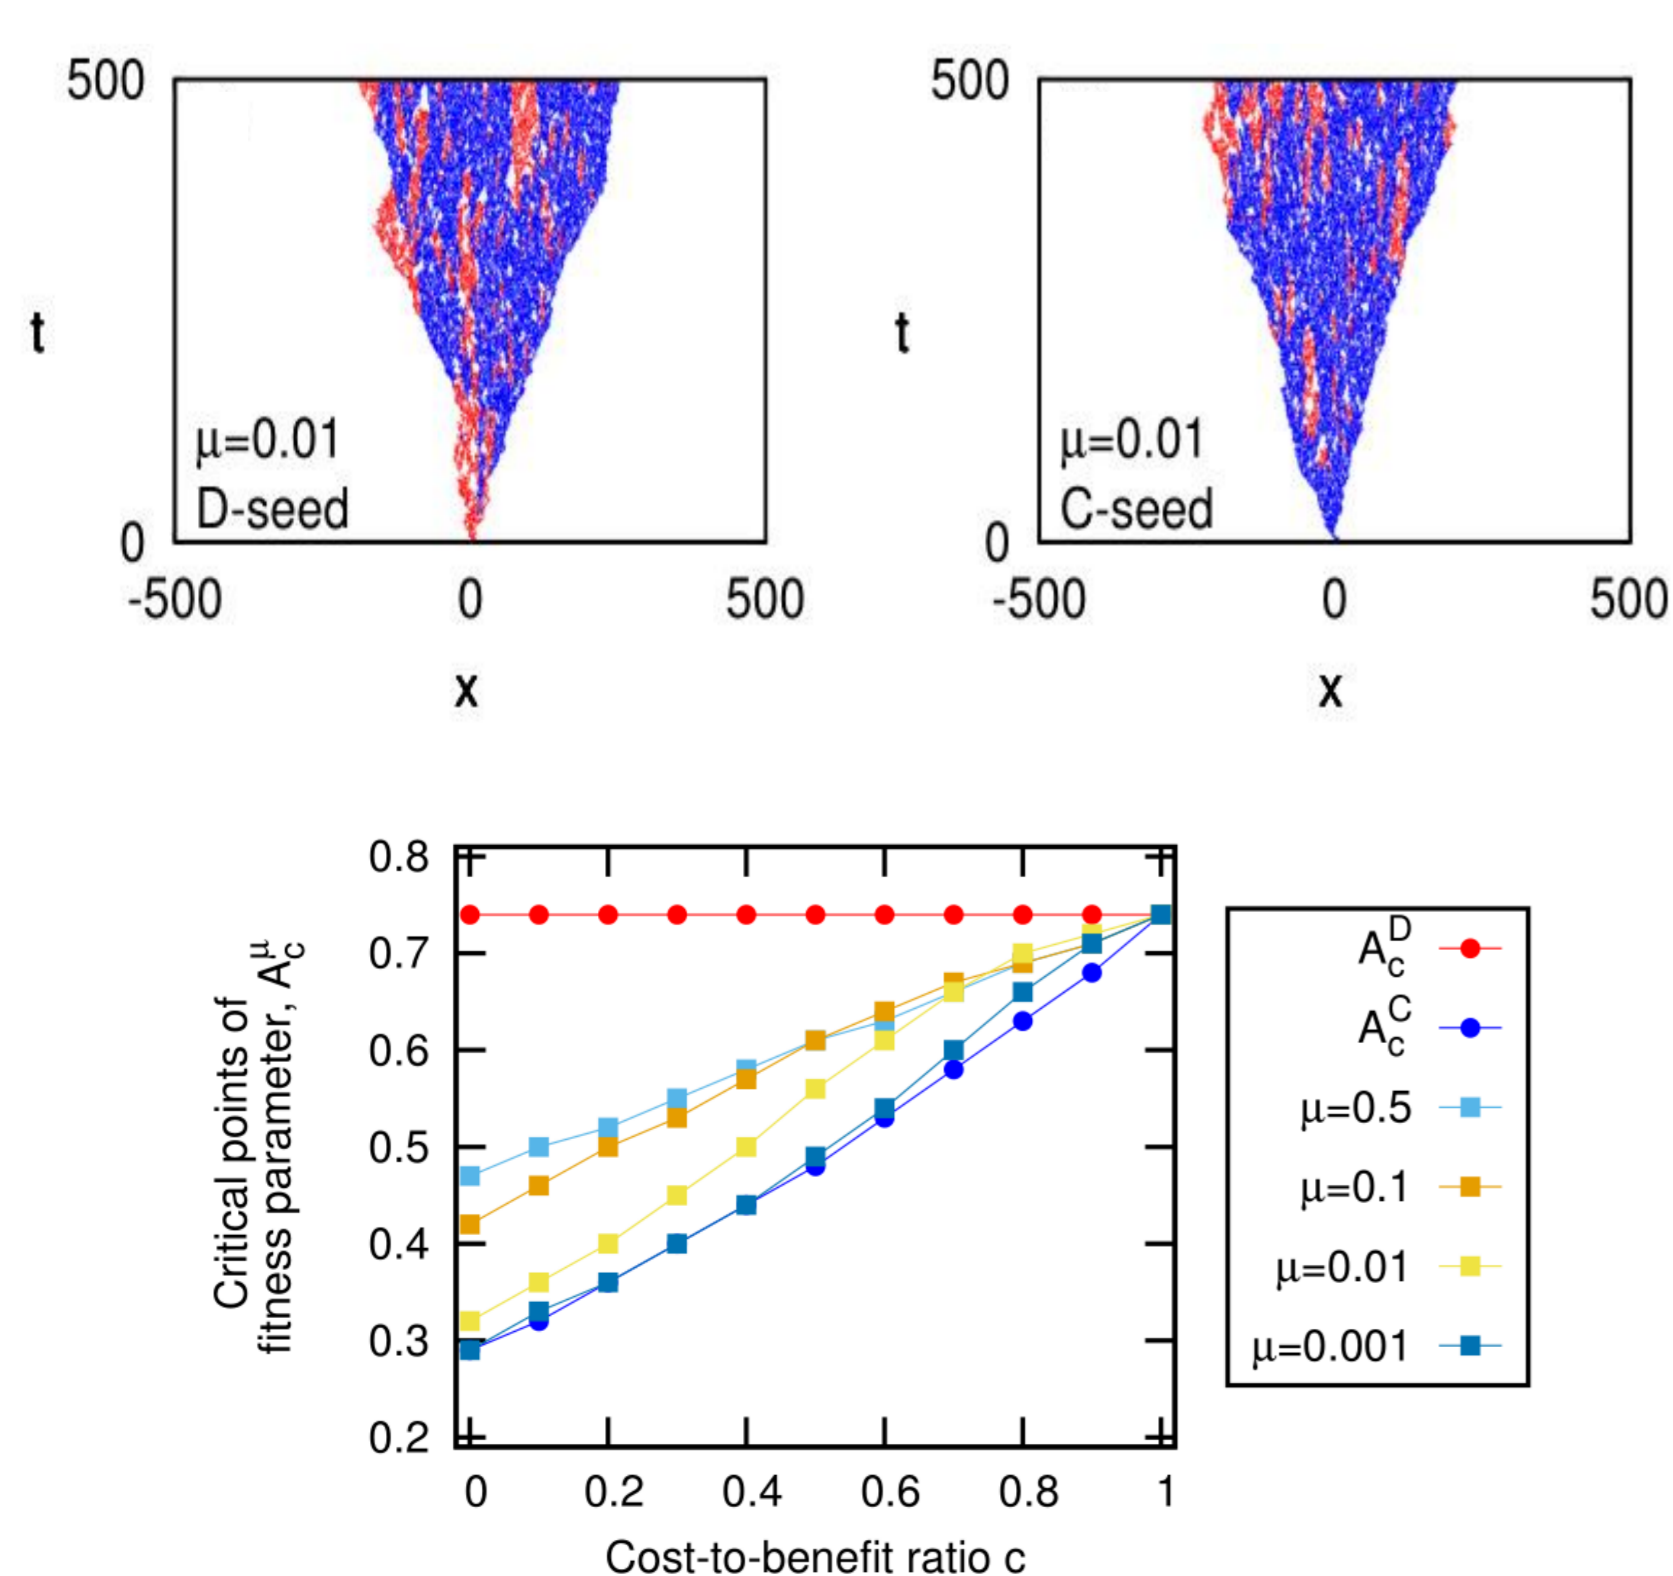 500
t
μ=0.01
D-seed
0
-500 0 500
x
500
t
μ=0.01
C-seed
0
-500 0 500
x
Critical points of
fitness parameter, A_c^μ
0.8
0.7
0.6
0.5
0.4
0.3
0.2
0 0.2 0.4 0.6 0.8 1
Cost-to-benefit ratio c
A_c^D
A_c^C
μ=0.5
μ=0.1
μ=0.01
μ=0.001